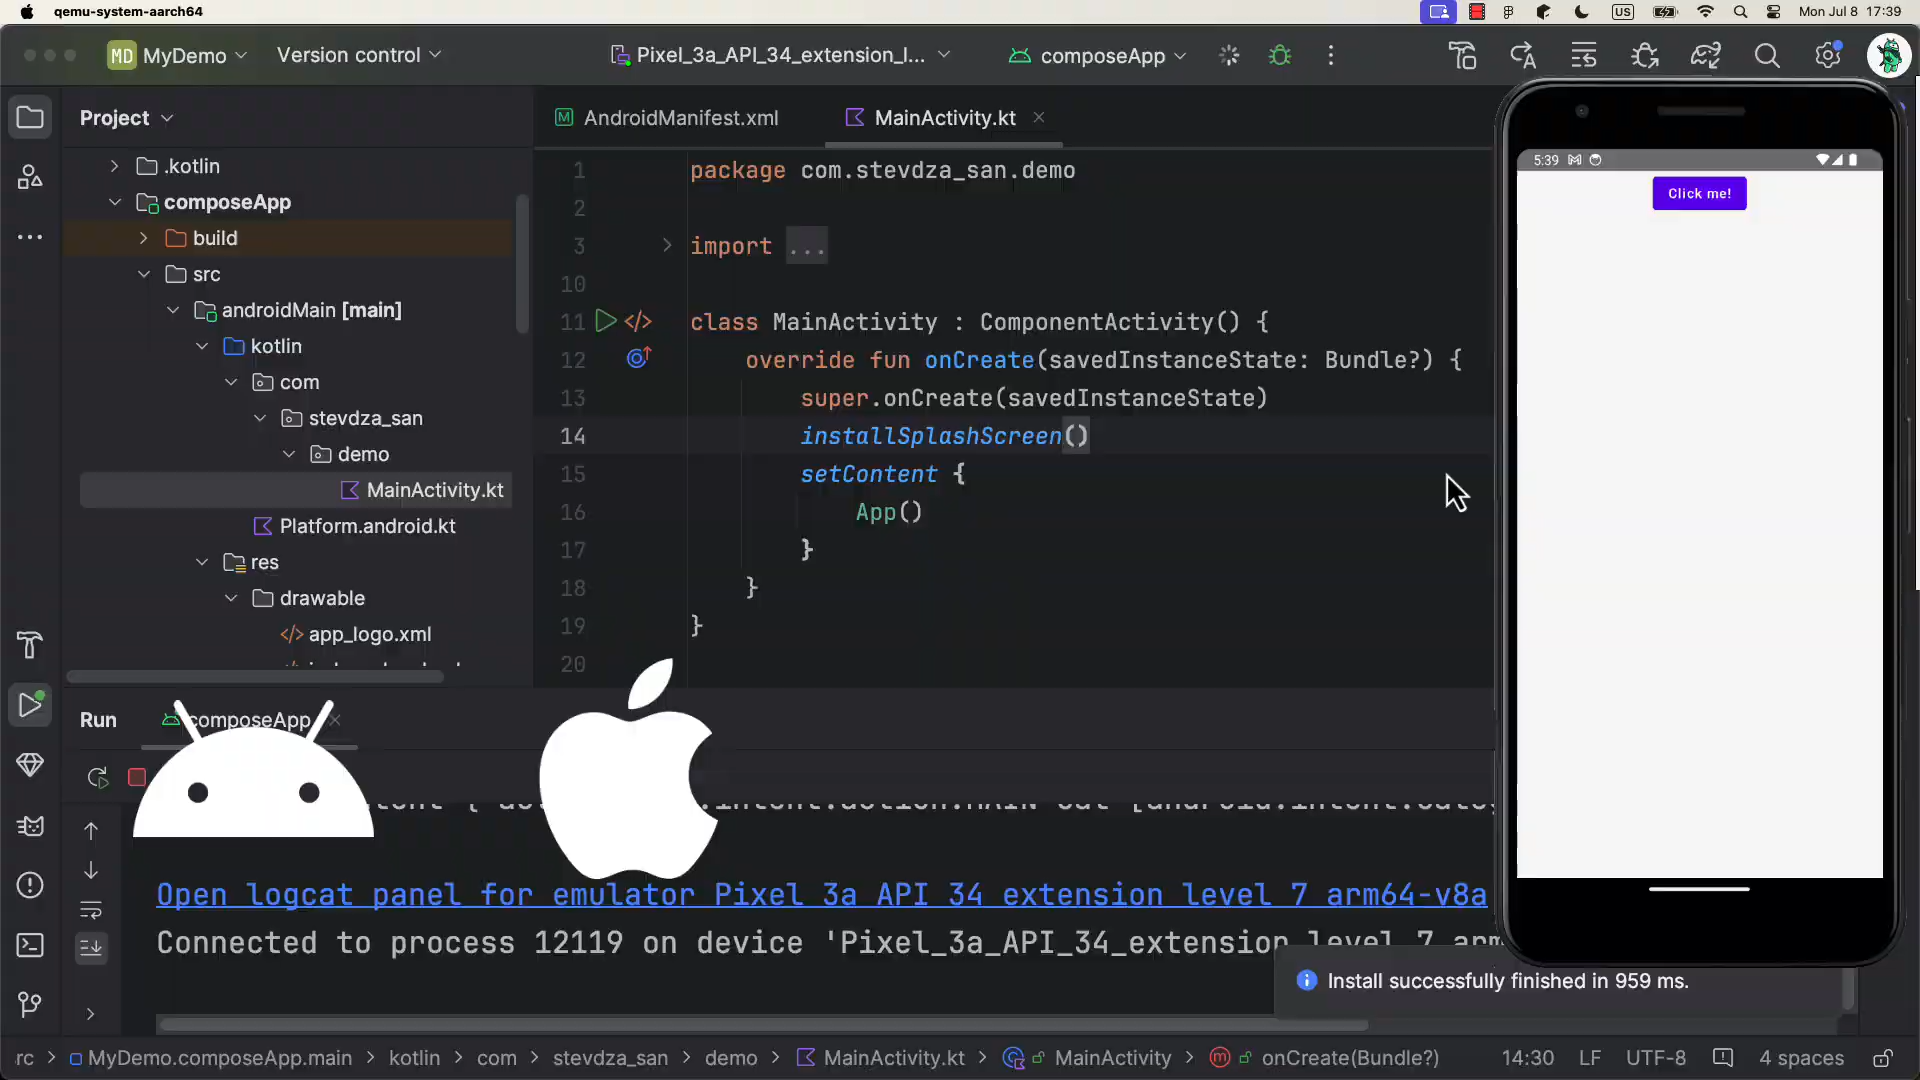 qemu-system-aarch64
US
Mon Jul 8 17:39
MD MyDemo
Version control
Pixel_3a_API_34_extension_l...
composeApp
Project
.kotlin
composeApp
build
src
androidMain [main]
kotlin
com
stevdza_san
demo
MainActivity.kt
Platform.android.kt
res
drawable
app_logo.xml
AndroidManifest.xml
MainActivity.kt
1 package com.stevdza_san.demo
2
3 import ...
10
11 class MainActivity : ComponentActivity() {
12 override fun onCreate(savedInstanceState: Bundle?) {
13 super.onCreate(savedInstanceState)
14 installSplashScreen()
15 setContent {
16 App()
17 }
18 }
19 }
20
5:39
Click me!
Run
composeApp
Open logcat panel for emulator Pixel 3a API 34 extension level 7 arm64-v8a
Connected to process 12119 on device 'Pixel_3a_API_34_extension_level_7_arm
Install successfully finished in 959 ms.
rc > MyDemo.composeApp.main > kotlin > com > stevdza_san > demo > MainActivity.kt > MainActivity > onCreate(Bundle?)
14:30 LF UTF-8 4 spaces